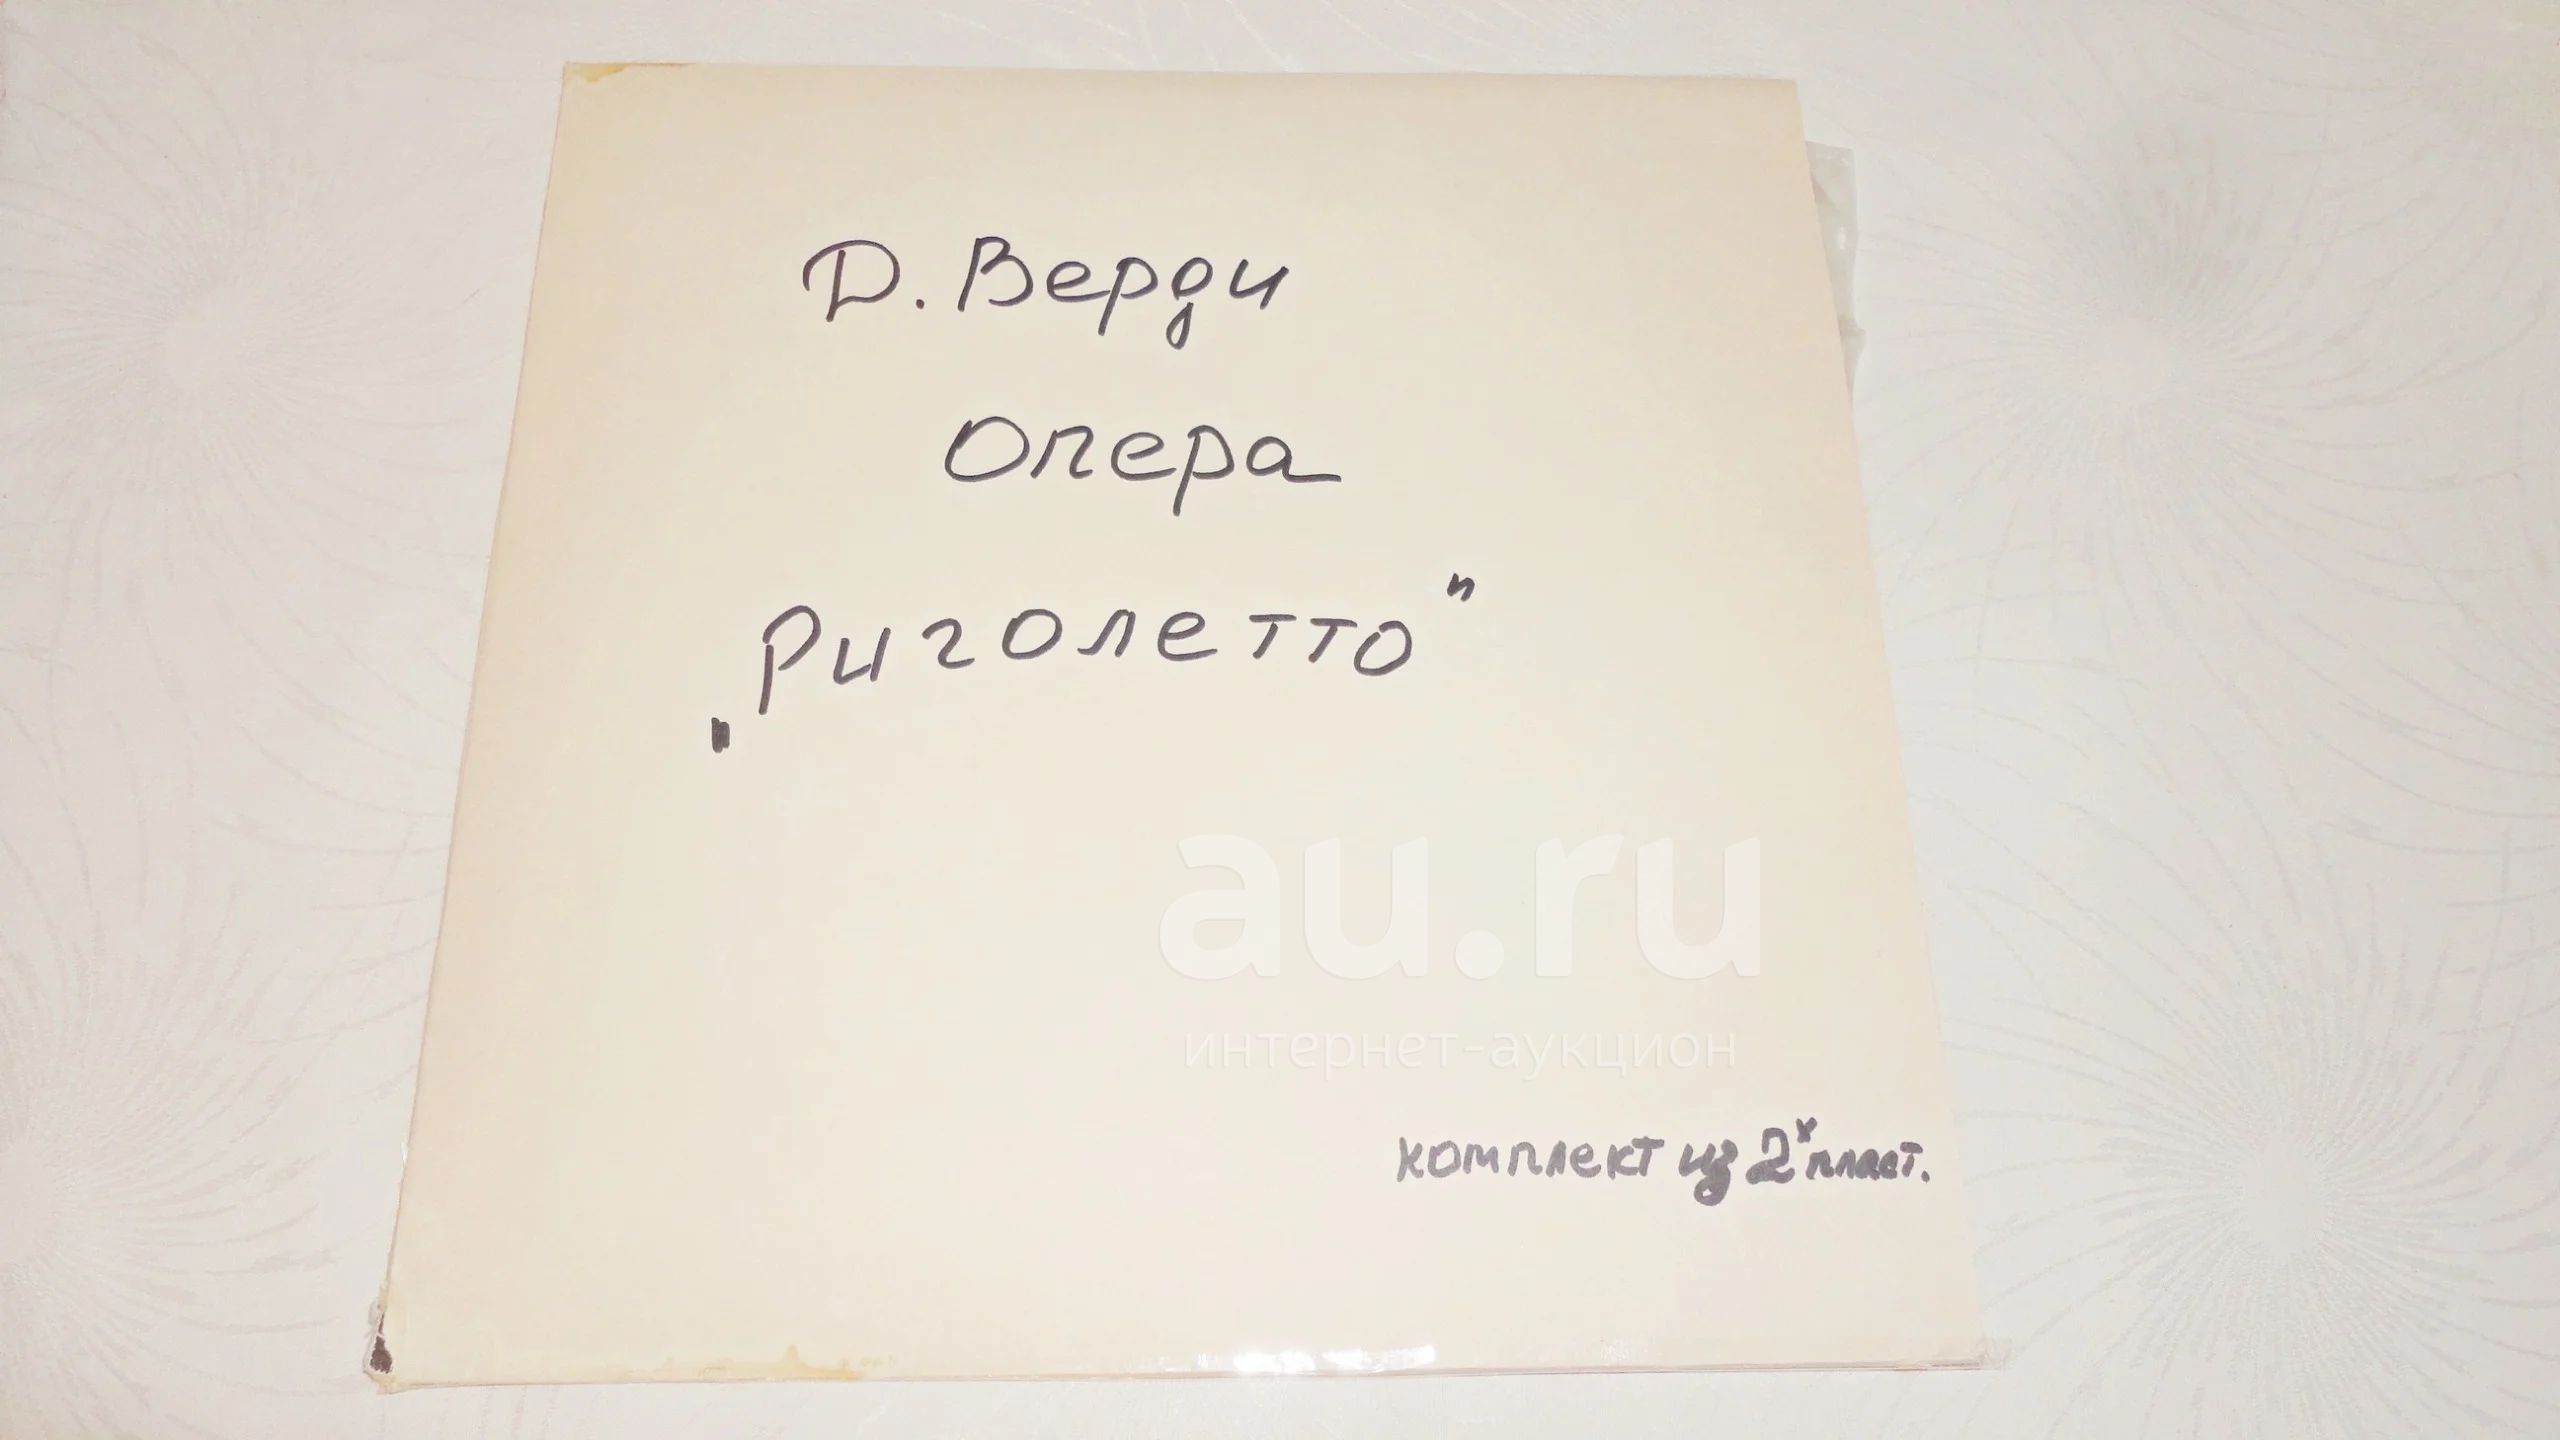 Д. Верди
Опера
„Риголетто"
au.ru
интернет-аукцион
комплект из 2х пласт.